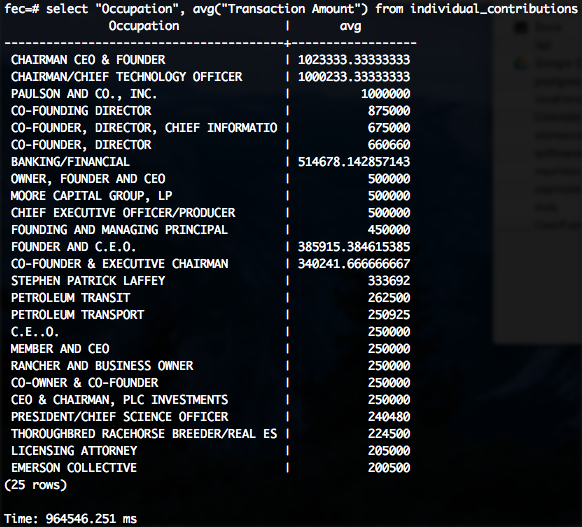 fec=# select "Occupation", avg("Transaction Amount") from individual_contributions
Occupation | avg
----------------------------------------+------------------
CHAIRMAN CEO & FOUNDER | 1023333.33333333
CHAIRMAN/CHIEF TECHNOLOGY OFFICER | 1000233.33333333
PAULSON AND CO., INC. | 1000000
CO-FOUNDING DIRECTOR | 875000
CO-FOUNDER, DIRECTOR, CHIEF INFORMATIO | 675000
CO-FOUNDER, DIRECTOR | 660660
BANKING/FINANCIAL | 514678.142857143
OWNER, FOUNDER AND CEO | 500000
MOORE CAPITAL GROUP, LP | 500000
CHIEF EXECUTIVE OFFICER/PRODUCER | 500000
FOUNDING AND MANAGING PRINCIPAL | 450000
FOUNDER AND C.E.O. | 385915.384615385
CO-FOUNDER & EXECUTIVE CHAIRMAN | 340241.666666667
STEPHEN PATRICK LAFFEY | 333692
PETROLEUM TRANSIT | 262500
PETROLEUM TRANSPORT | 250925
C.E..O. | 250000
MEMBER AND CEO | 250000
RANCHER AND BUSINESS OWNER | 250000
CO-OWNER & CO-FOUNDER | 250000
CEO & CHAIRMAN, PLC INVESTMENTS | 250000
PRESIDENT/CHIEF SCIENCE OFFICER | 240480
THOROUGHBRED RACEHORSE BREEDER/REAL ES | 224500
LICENSING ATTORNEY | 205000
EMERSON COLLECTIVE | 200500
(25 rows)
Time: 964546.251 ms